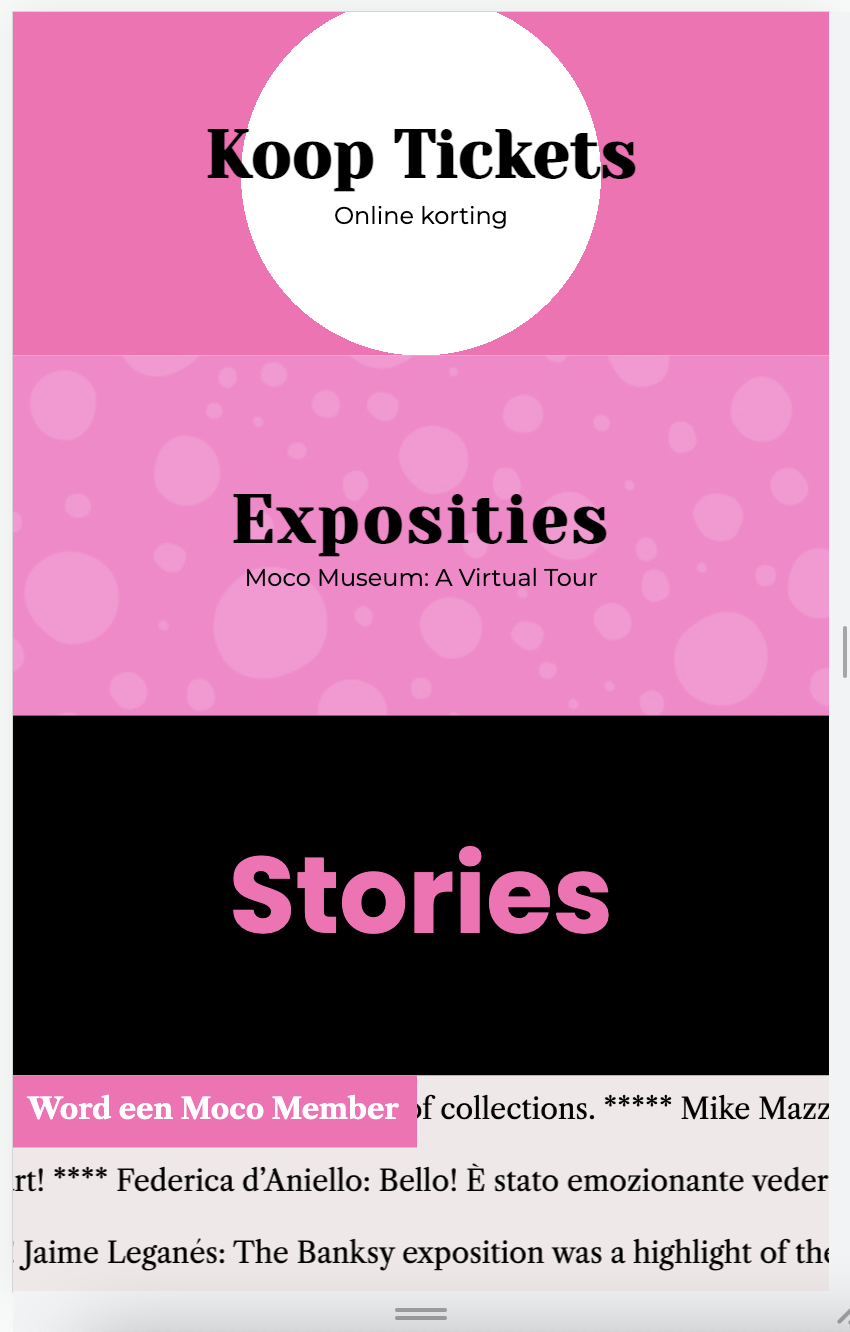 Koop Tickets
Online korting
Exposities
Moco Museum: A Virtual Tour
Stories
Word een Moco Member of collections. ***** Mike Mazz
rt! **** Federica d’Aniello: Bello! È stato emozionante veder
Jaime Leganés: The Banksy exposition was a highlight of the